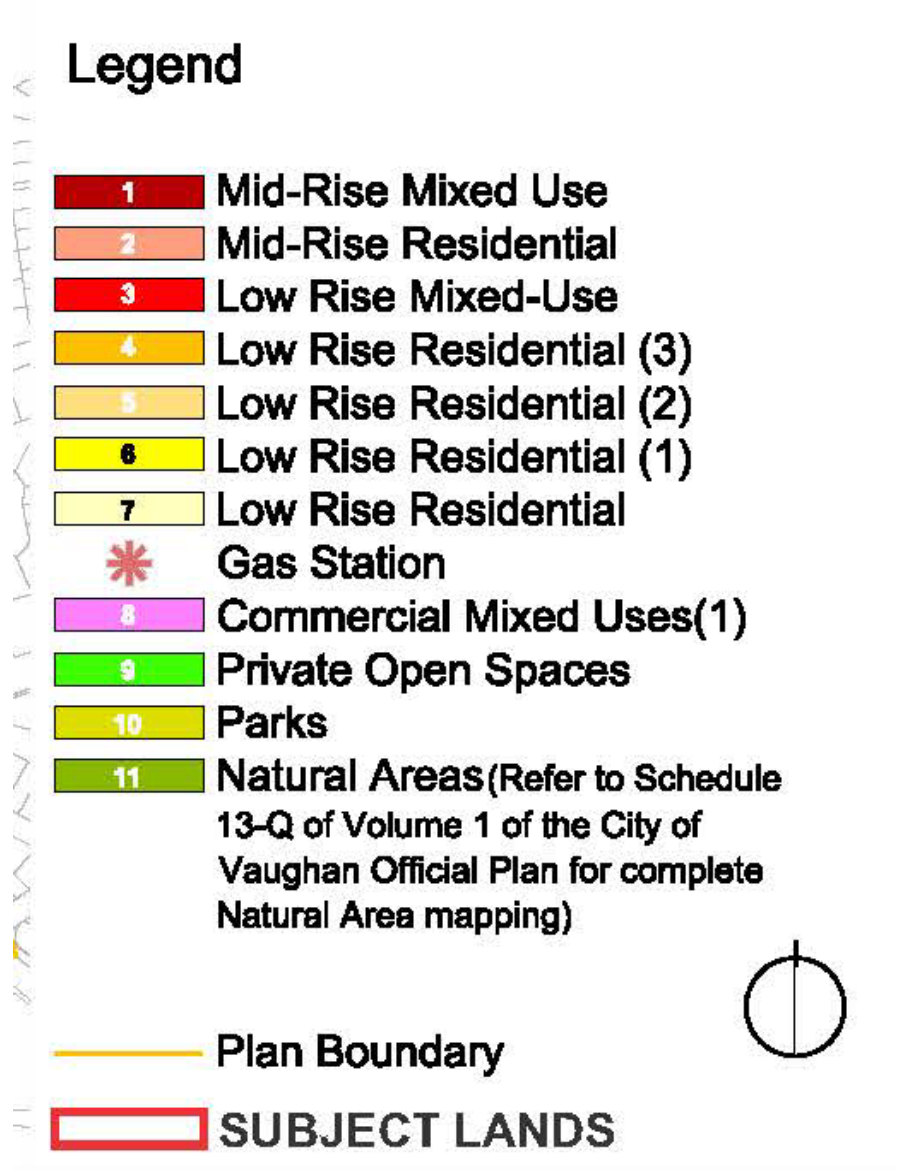 Legend
1 Mid-Rise Mixed Use
2 Mid-Rise Residential
3 Low Rise Mixed-Use
4 Low Rise Residential (3)
5 Low Rise Residential (2)
6 Low Rise Residential (1)
7 Low Rise Residential
Gas Station
8 Commercial Mixed Uses(1)
9 Private Open Spaces
10 Parks
11 Natural Areas(Refer to Schedule
13-Q of Volume 1 of the City of
Vaughan Official Plan for complete
Natural Area mapping)
Plan Boundary
SUBJECT LANDS